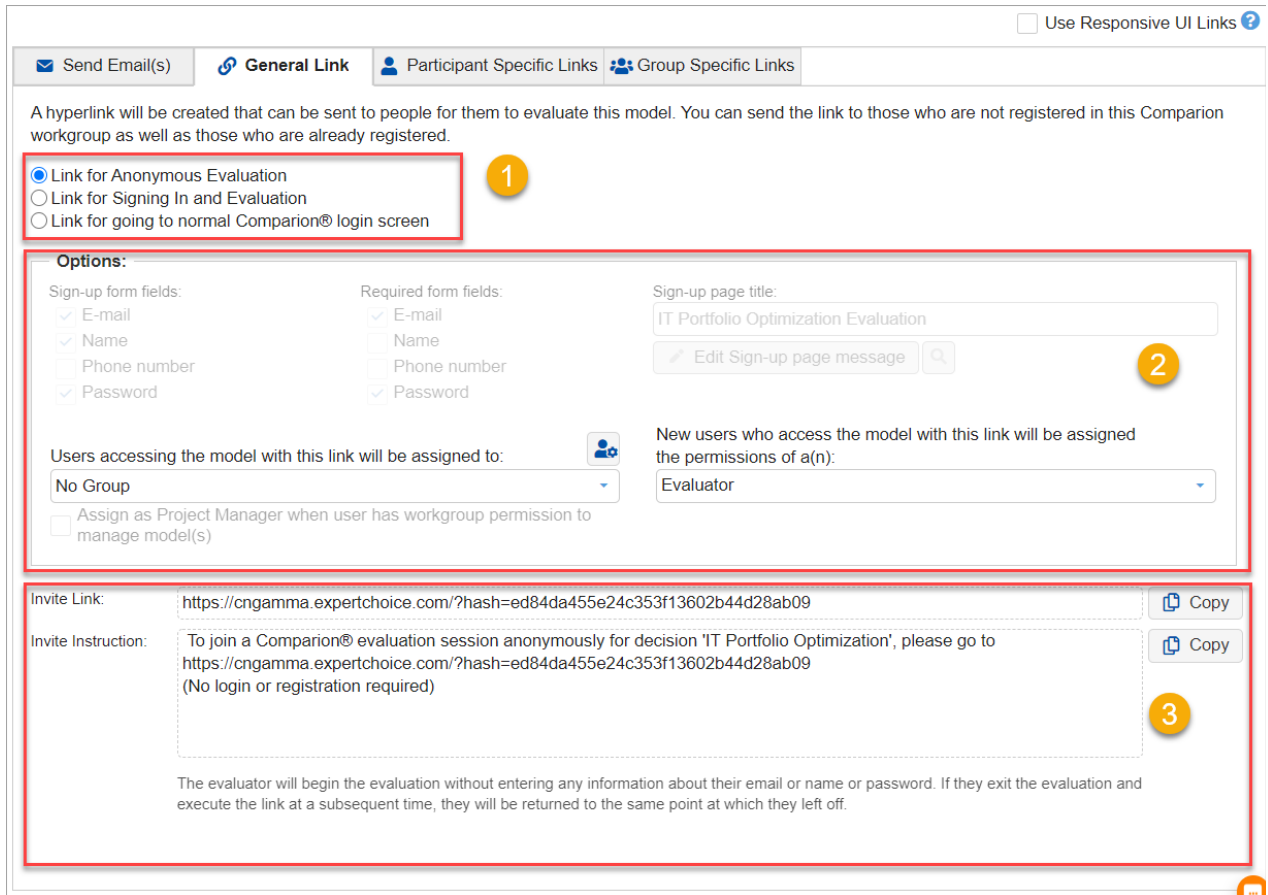 Use Responsive UI Links ?
Send Email(s) General Link Participant Specific Links Group Specific Links
A hyperlink will be created that can be sent to people for them to evaluate this model. You can send the link to those who are not registered in this Comparion
workgroup as well as those who are already registered.
Link for Anonymous Evaluation
Link for Signing In and Evaluation
Link for going to normal Comparion® login screen
1
Options:
Sign-up form fields: Required form fields: Sign-up page title:
E-mail E-mail IT Portfolio Optimization Evaluation
Name Name
Edit Sign-up page message
Phone number Phone number
2
Password Password
New users who access the model with this link will be assigned
Users accessing the model with this link will be assigned to: the permissions of a(n):
No Group Evaluator
Assign as Project Manager when user has workgroup permission to
manage model(s)
Invite Link: https://cngamma.expertchoice.com/?hash=ed84da455e24c353f13602b44d28ab09 Copy
Invite Instruction: To join a Comparion® evaluation session anonymously for decision 'IT Portfolio Optimization', please go to Copy
https://cngamma.expertchoice.com/?hash=ed84da455e24c353f13602b44d28ab09
(No login or registration required)
3
The evaluator will begin the evaluation without entering any information about their email or name or password. If they exit the evaluation and
execute the link at a subsequent time, they will be returned to the same point at which they left off.